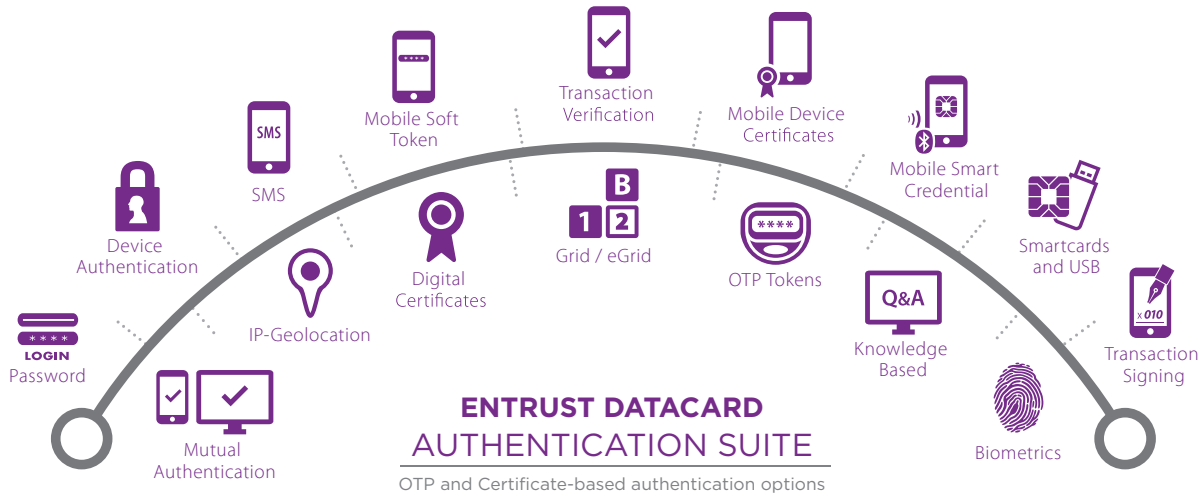 LOGIN
Password
Device
Authentication
SMS
SMS
Mobile Soft
Token
Transaction
Verification
Mobile Device
Certificates
Mobile Smart
Credential
Smartcards
and USB
x 010
Transaction
Signing
Mutual
Authentication
IP-Geolocation
Digital
Certificates
B
1 2
Grid / eGrid
****
OTP Tokens
Q&A
Knowledge
Based
Biometrics
ENTRUST DATACARD
AUTHENTICATION SUITE
OTP and Certificate-based authentication options